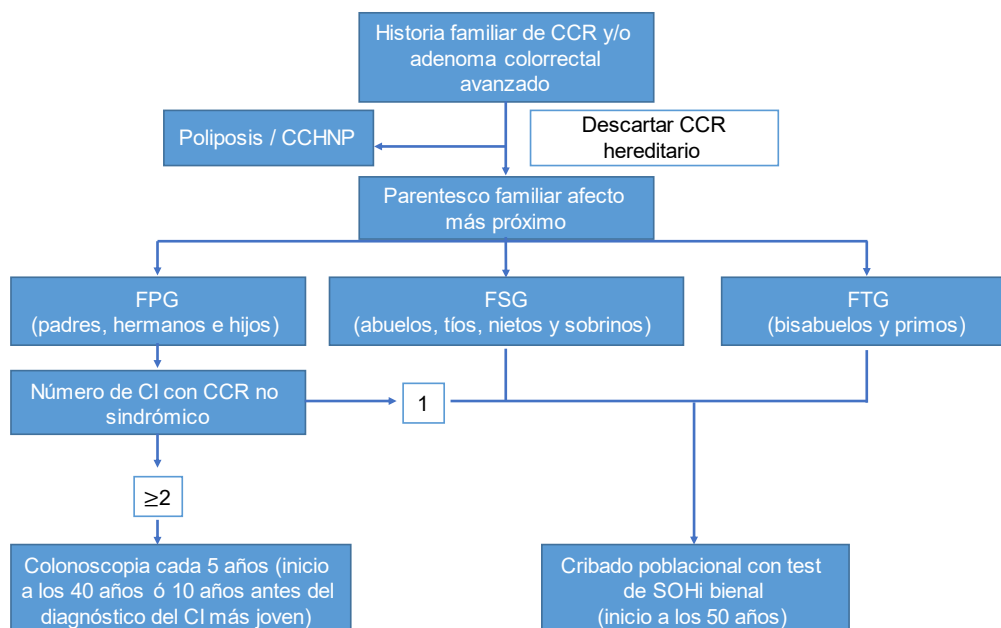 Historia familiar de CCR y/o
adenoma colorrectal
avanzado
Poliposis / CCHNP
Descartar CCR
hereditario
Parentesco familiar afecto
más próximo
FPG
(padres, hermanos e hijos)
FSG
(abuelos, tíos, nietos y sobrinos)
FTG
(bisabuelos y primos)
Número de CI con CCR no
sindrómico
1
≥2
Colonoscopia cada 5 años (inicio
a los 40 años ó 10 años antes del
diagnóstico del CI más joven)
Cribado poblacional con test
de SOHi bienal
(inicio a los 50 años)